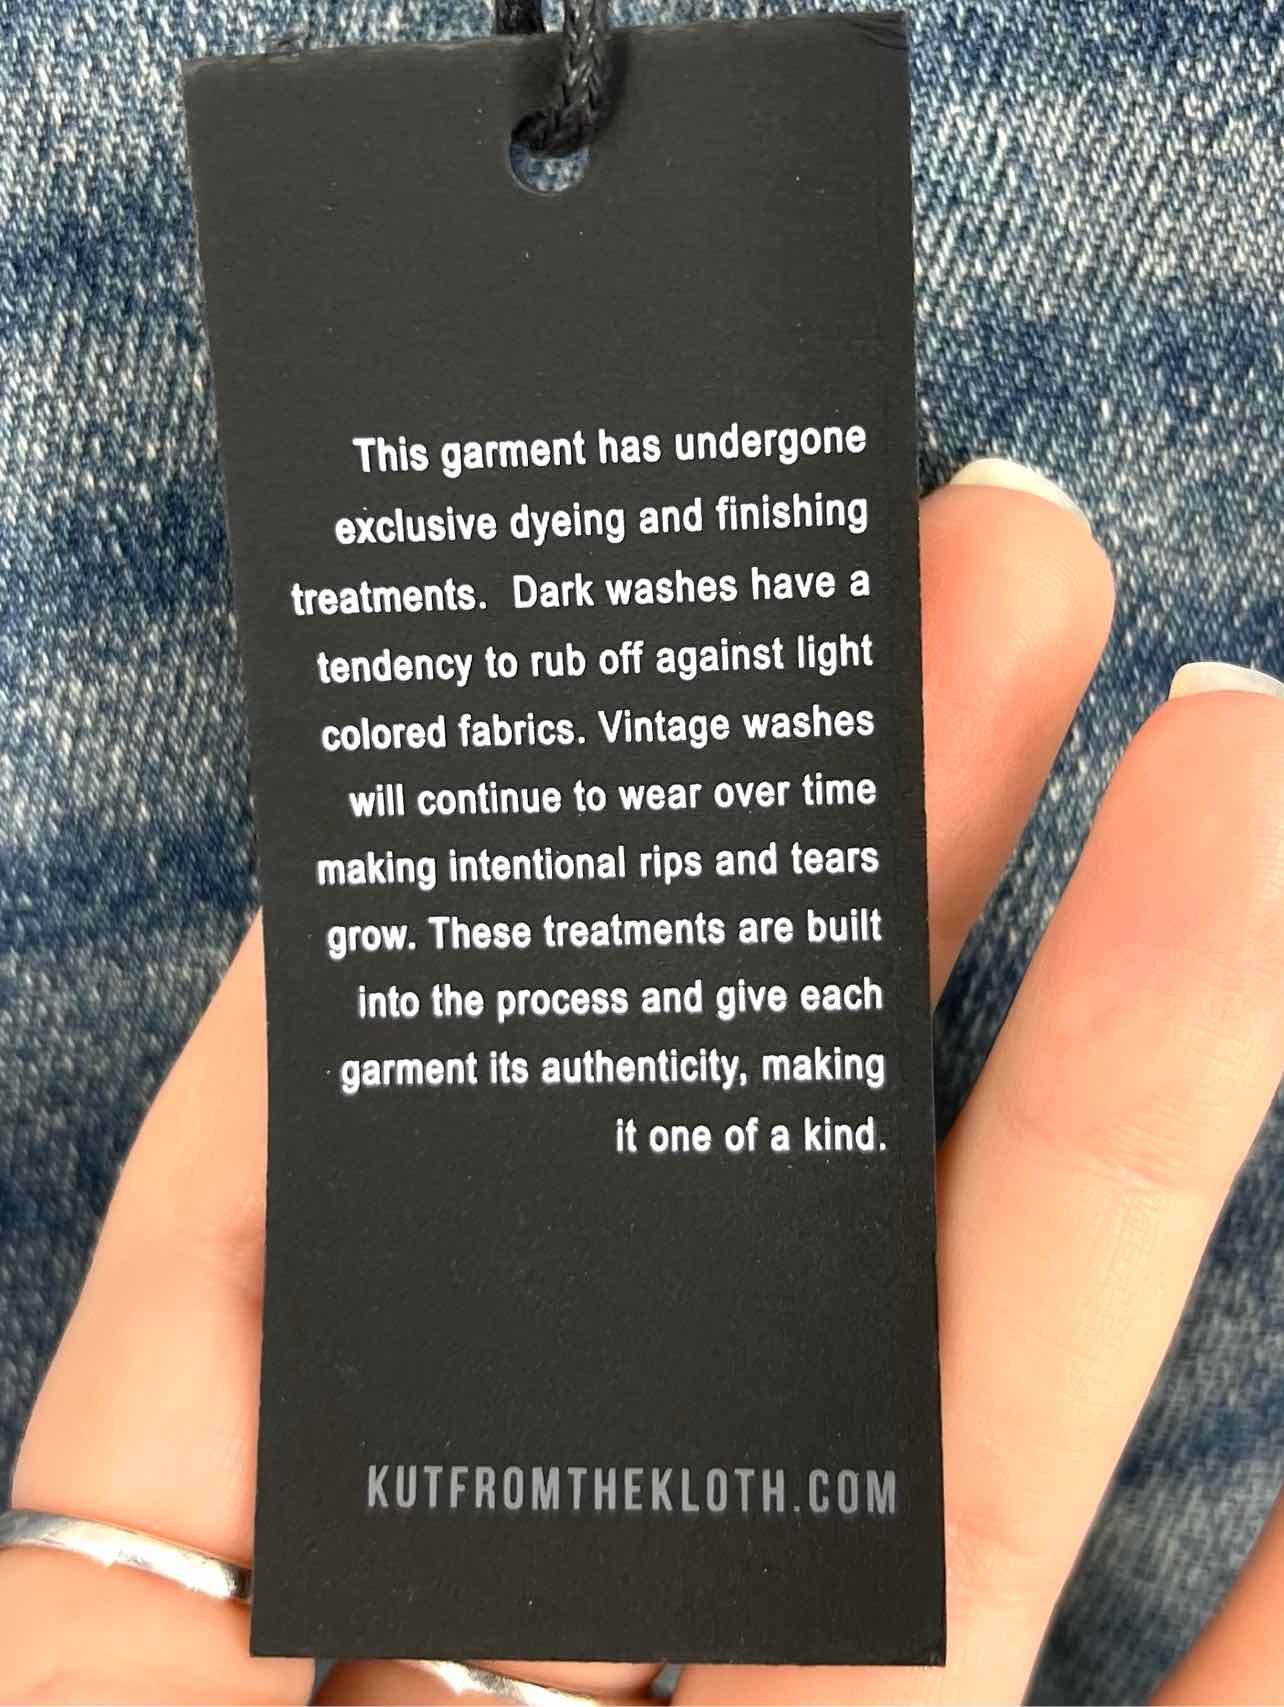 This garment has undergone
exclusive dyeing and finishing
treatments.  Dark washes have a
tendency to rub off against light
colored fabrics. Vintage washes
will continue to wear over time
making intentional rips and tears
grow. These treatments are built
into the process and give each
garment its authenticity, making
it one of a kind.
KUTFROMTHEKLOTH.COM